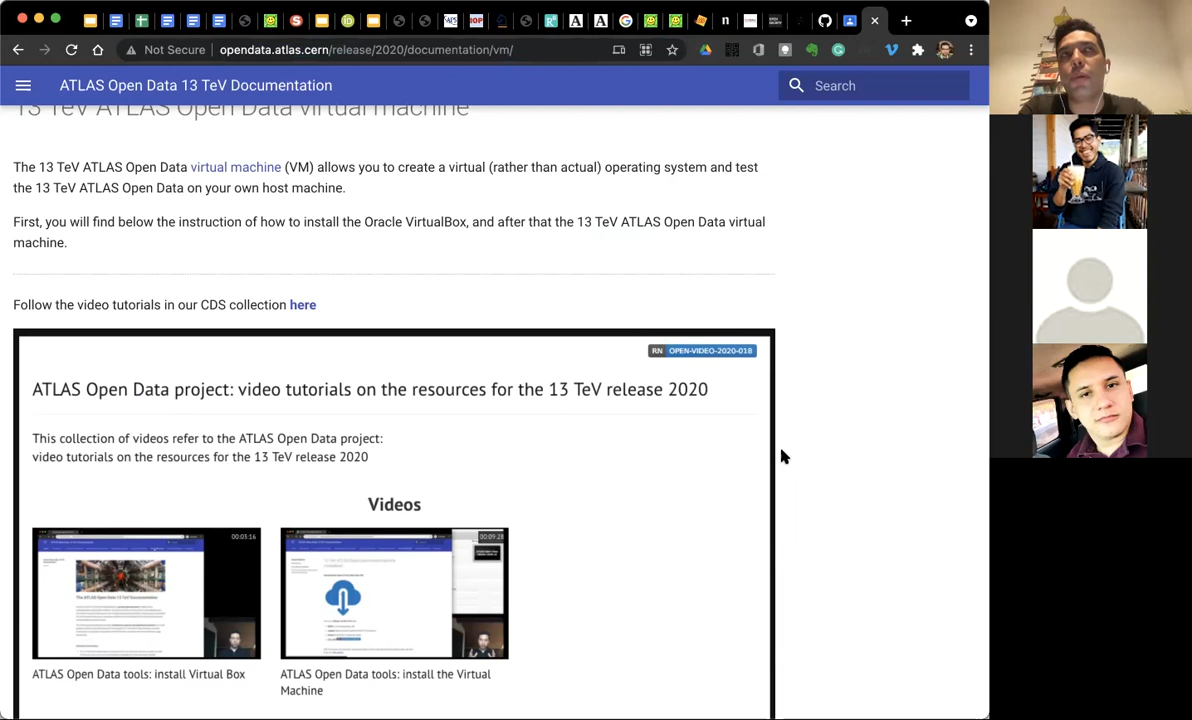 Not Secure
opendata.atlas.cern/release/2020/documentation/vm/
ATLAS Open Data 13 TeV Documentation
Search
13 TeV ATLAS Open Data virtual machine
The 13 TeV ATLAS Open Data virtual machine (VM) allows you to create a virtual (rather than actual) operating system and test
the 13 TeV ATLAS Open Data on your own host machine.
First, you will find below the instruction of how to install the Oracle VirtualBox, and after that the 13 TeV ATLAS Open Data virtual
machine.
Follow the video tutorials in our CDS collection here
RN OPEN-VIDEO-2020-018
ATLAS Open Data project: video tutorials on the resources for the 13 TeV release 2020
This collection of videos refer to the ATLAS Open Data project:
video tutorials on the resources for the 13 TeV release 2020
Videos
00:05:16
00:09:28
ATLAS Open Data tools: install Virtual Box
ATLAS Open Data tools: install the Virtual
Machine